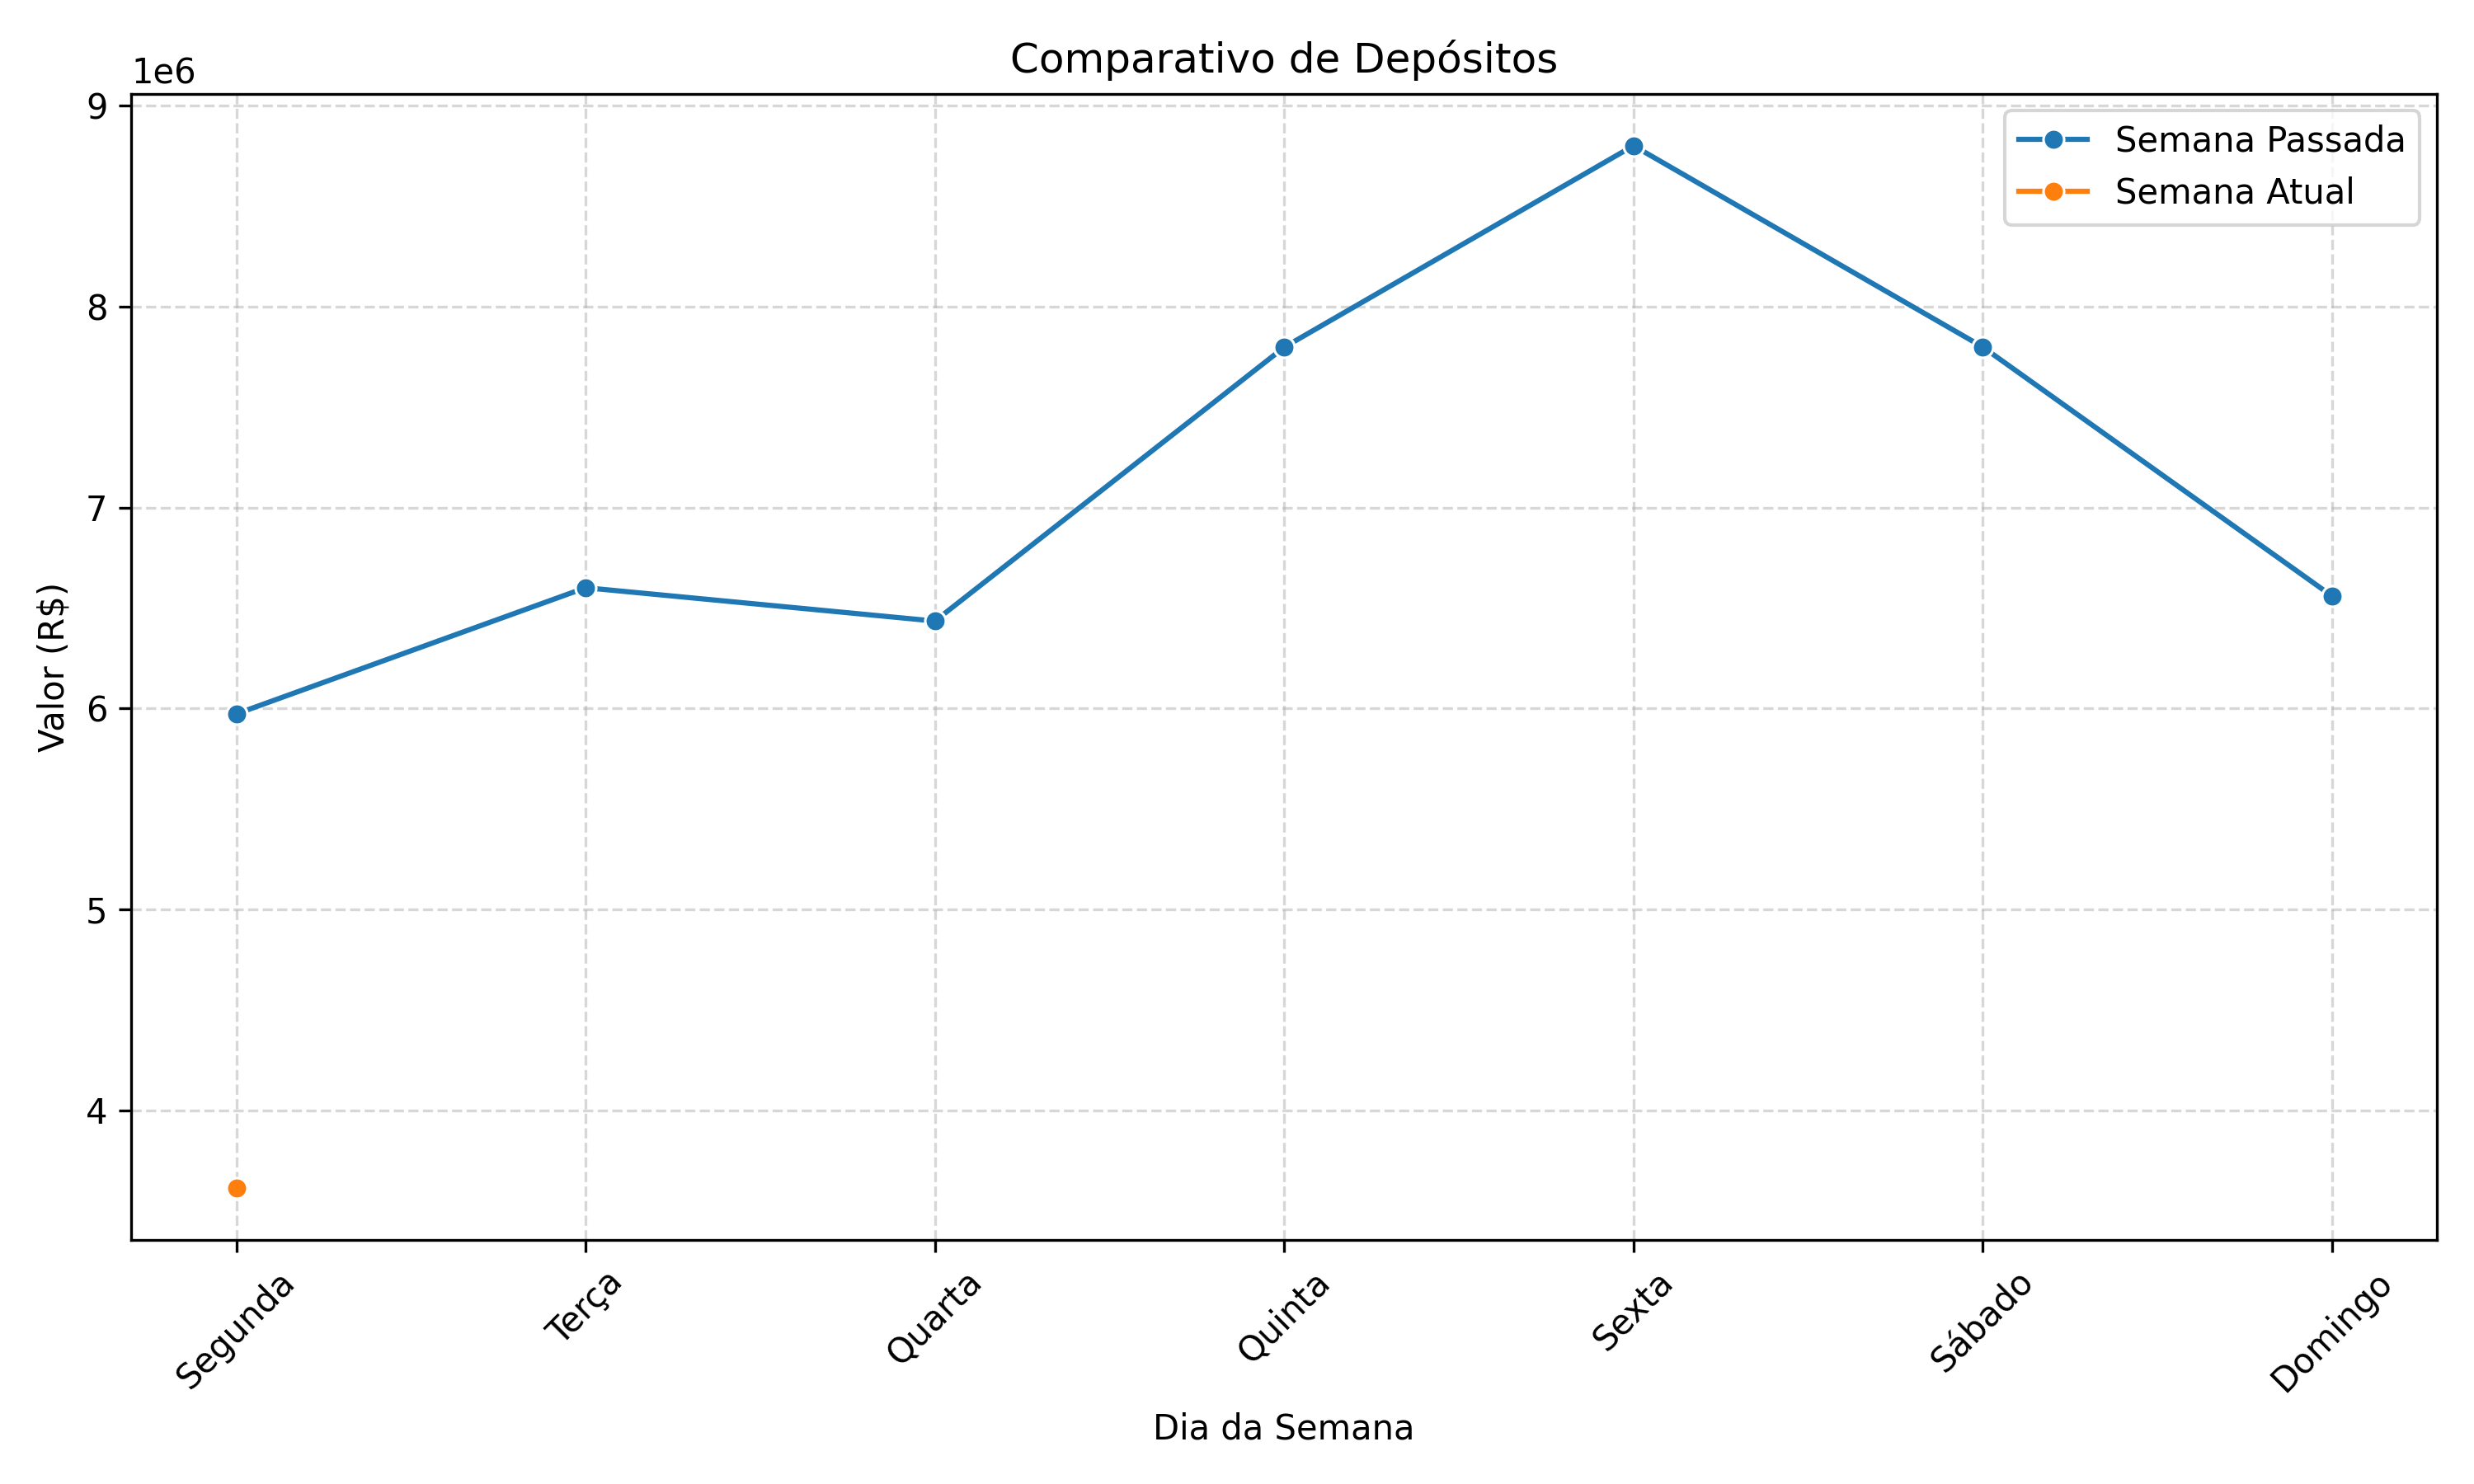 Comparativo de Depósitos
1e6
9
8
7
6
5
4
Valor (R$)
Semana Passada
Semana Atual
Segunda
Terça
Quarta
Quinta
Sexta
Sábado
Domingo
Dia da Semana